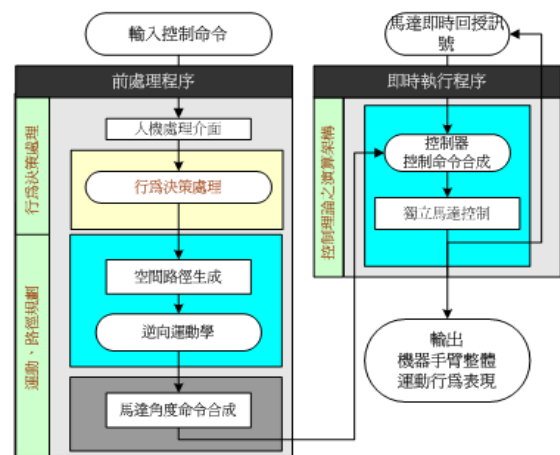 輸入控制命令
前處理程序
行為決策處理
人機處理介面
行為決策處理
運動、路徑規劃
空間路徑生成
逆向運動學
馬達角度命令合成
馬達即時回授訊
號
即時執行程序
控制理論之演算架構
控制器
控制命令合成
獨立馬達控制
輸出
機器手臂整體
運動行為表現